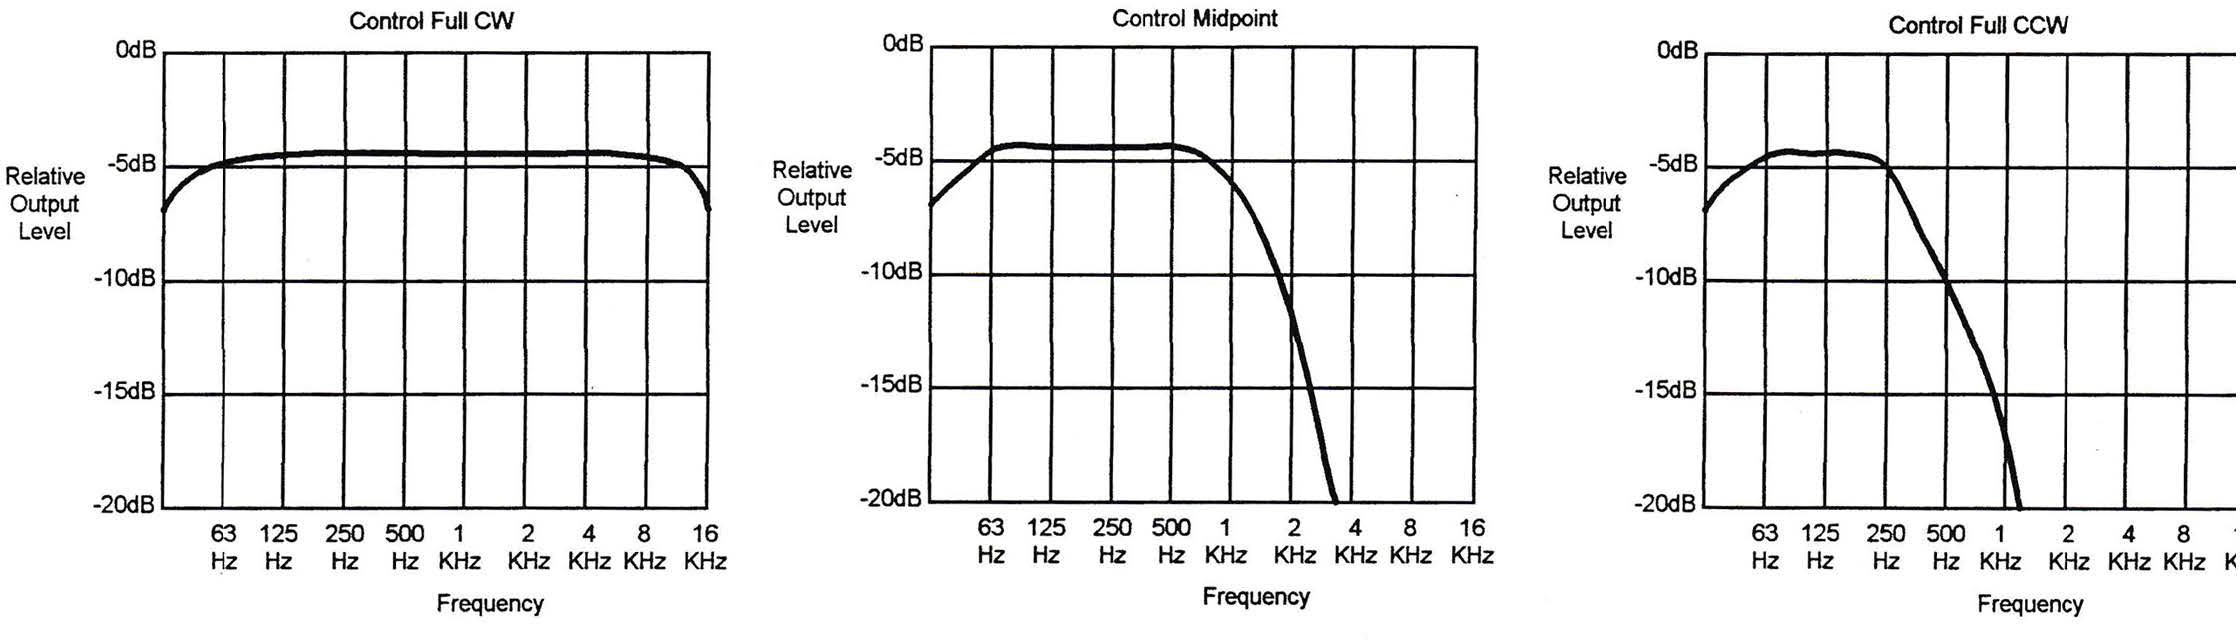 Control Full CW
0dB
-5dB
-10dB
-15dB
-20dB
Relative
Output
Level
63 125 250 500 1 2 4 8 16
Hz Hz Hz Hz KHz KHz KHz KHz KHz
Frequency
Control Midpoint
0dB
-5dB
-10dB
-15dB
-20dB
Relative
Output
Level
63 125 250 500 1 2 4 8 16
Hz Hz Hz Hz KHz KHz KHz KHz KHz
Frequency
Control Full CCW
0dB
-5dB
-10dB
-15dB
-20dB
Relative
Output
Level
63 125 250 500 1 2 4 8
Hz Hz Hz Hz KHz KHz KHz KHz
Frequency